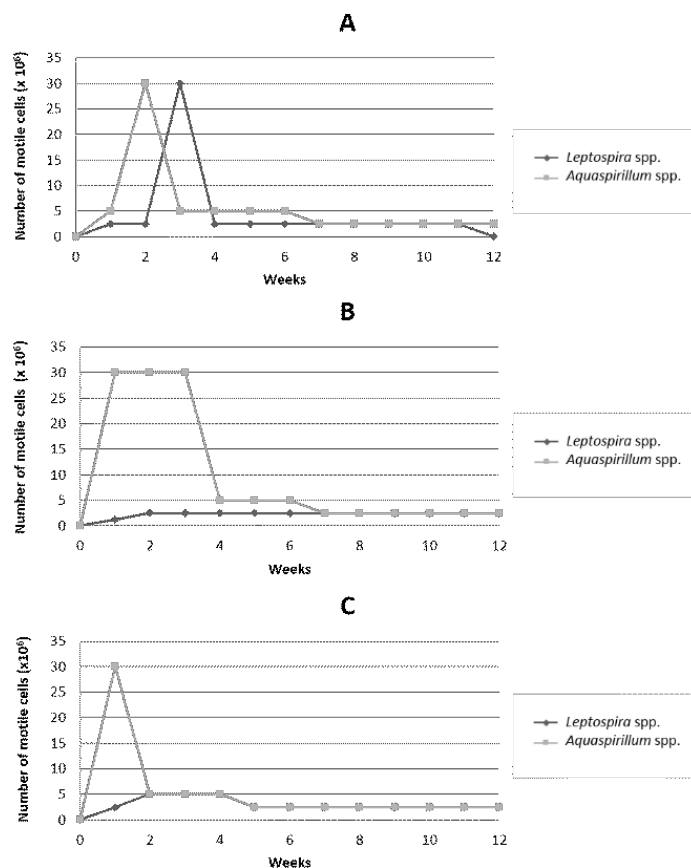 A
Number of motile cells (x 10⁶)
35
30
25
20
15
10
5
0
0 2 4 6 8 10 12
Weeks
Leptospira spp.
Aquaspirillum spp.
B
Number of motile cells (x 10⁶)
35
30
25
20
15
10
5
0
0 2 4 6 8 10 12
Weeks
Leptospira spp.
Aquaspirillum spp.
C
Number of motile cells (x10⁶)
35
30
25
20
15
10
5
0
0 2 4 6 8 10 12
Weeks
Leptospira spp.
Aquaspirillum spp.